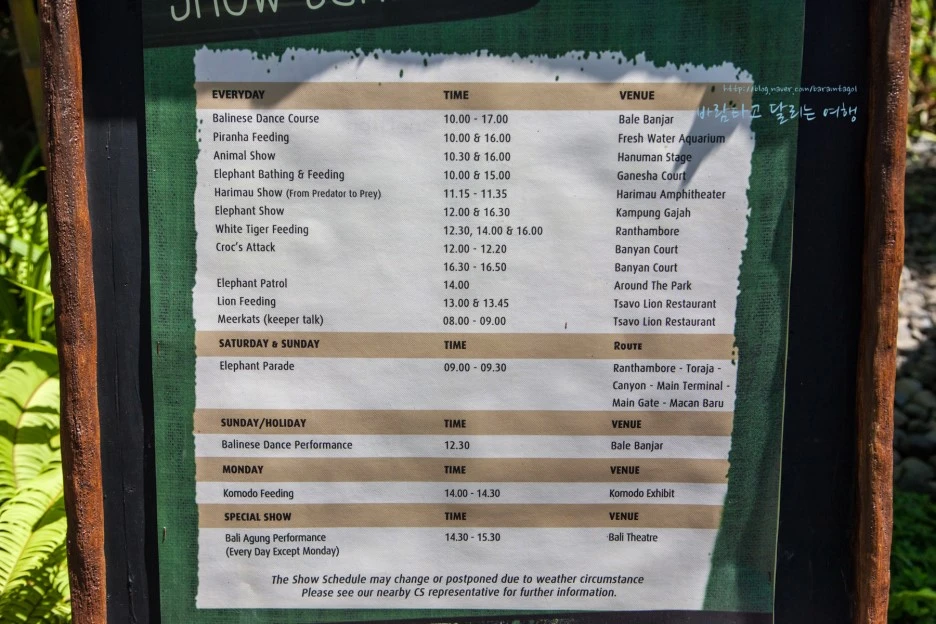 SHOW
EVERYDAY TIME VENUE
http://blog.naver.com/baramtagol
바람타고 달리는 여행
Balinese Dance Course 10.00 - 17.00 Bale Banjar
Piranha Feeding 10.00 & 16.00 Fresh Water Aquarium
Animal Show 10.30 & 16.00 Hanuman Stage
Elephant Bathing & Feeding 10.00 & 15.00 Ganesha Court
Harimau Show (From Predator to Prey) 11.15 - 11.35 Harimau Amphitheater
Elephant Show 12.00 & 16.30 Kampung Gajah
White Tiger Feeding 12.30, 14.00 & 16.00 Ranthambore
Croc's Attack 12.00 - 12.20 Banyan Court
16.30 - 16.50 Banyan Court
Elephant Patrol 14.00 Around The Park
Lion Feeding 13.00 & 13.45 Tsavo Lion Restaurant
Meerkats (keeper talk) 08.00 - 09.00 Tsavo Lion Restaurant
SATURDAY & SUNDAY TIME ROUTE
Elephant Parade 09.00 - 09.30 Ranthambore - Toraja -
Canyon - Main Terminal -
Main Gate - Macan Baru
SUNDAY/HOLIDAY TIME VENUE
Balinese Dance Performance 12.30 Bale Banjar
MONDAY TIME VENUE
Komodo Feeding 14.00 - 14.30 Komodo Exhibit
SPECIAL SHOW TIME VENUE
Bali Agung Performance 14.30 - 15.30 Bali Theatre
(Every Day Except Monday)
The Show Schedule may change or postponed due to weather circumstance
Please see our nearby CS representative for further information.